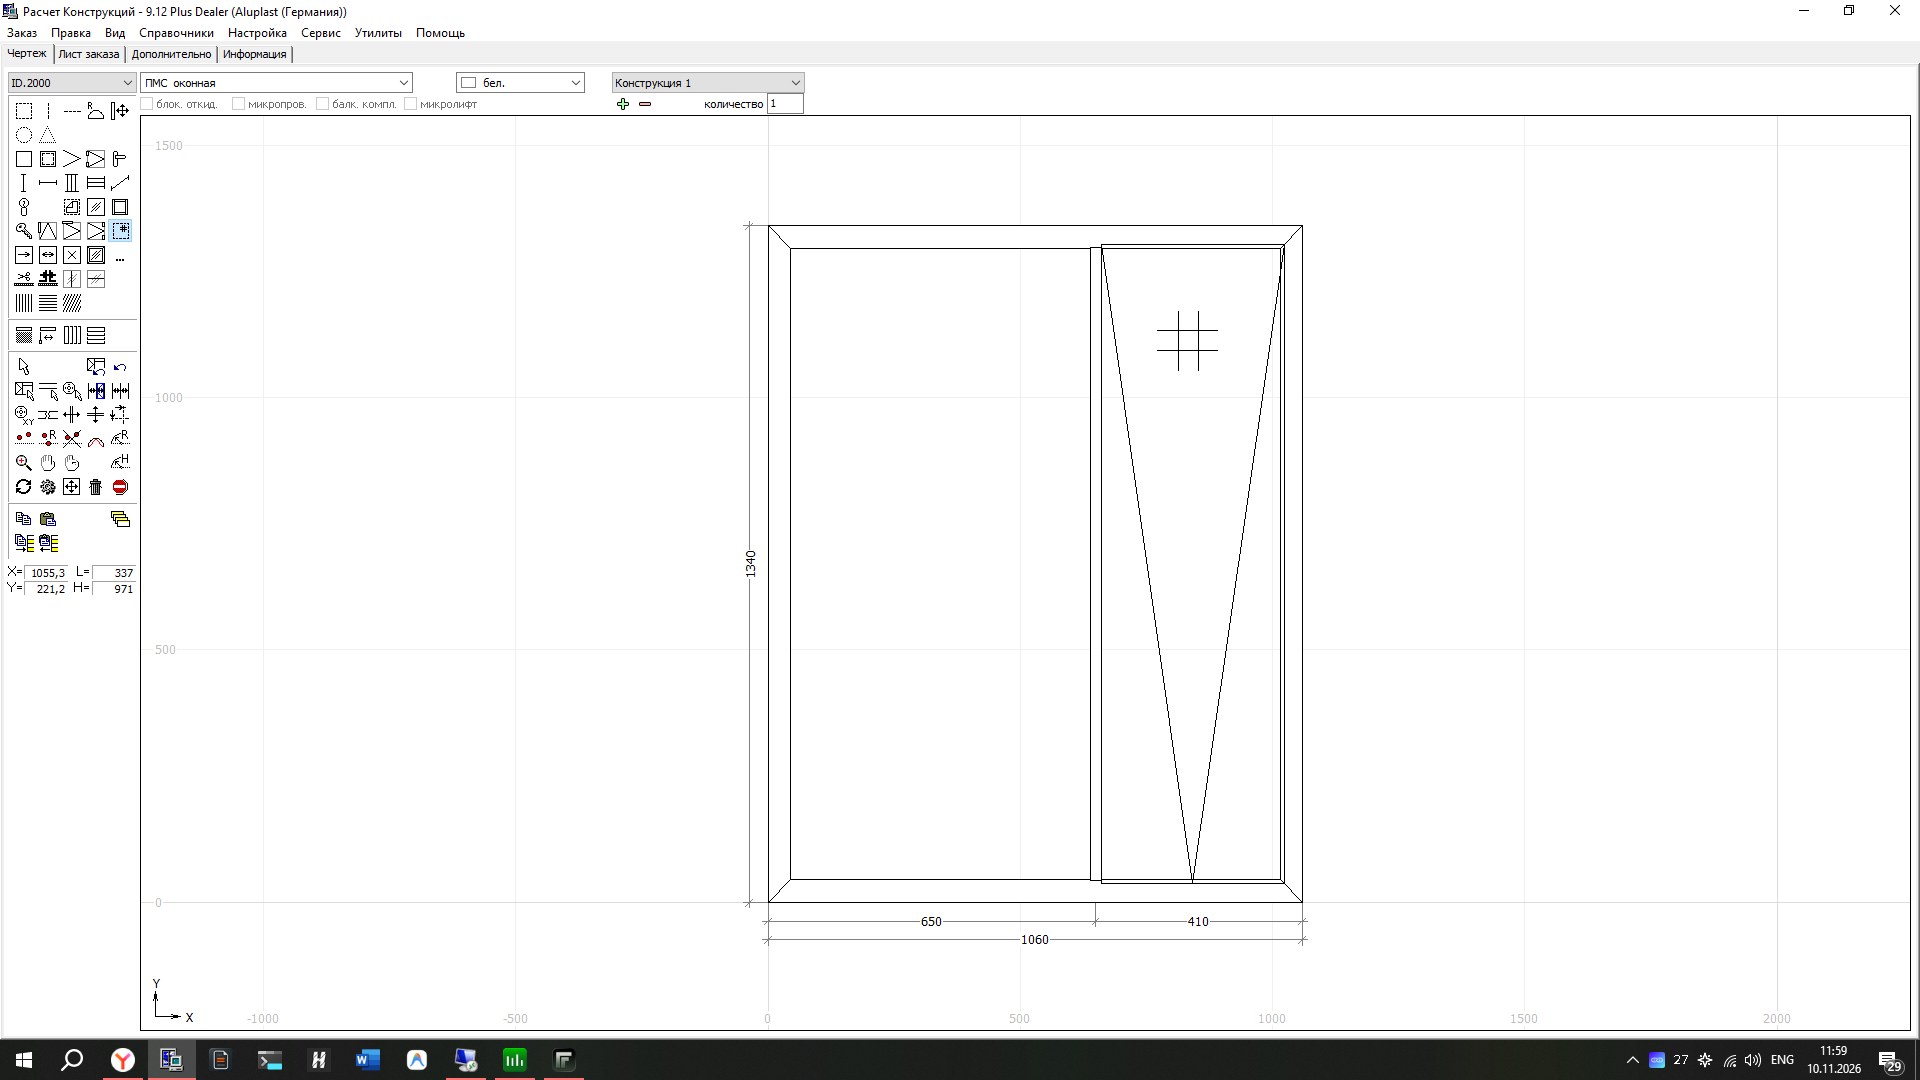 Расчет Конструкций - 9.12 Plus Dealer (Aluplast (Германия))
Заказ Правка Вид Справочники Настройка Сервис Утилиты Помощь
Чертеж Лист заказа Дополнительно Информация
ID.2000 ПМС оконная бел. Конструкция 1
блок. откид. микропров. балк. компл. микролифт количество 1
R
1500
1000
500
0
1340
650 410
1060
...
XY
R
R
H
X= 1055,3 L= 337
Y= 221,2 H= 971
Y
X
-1000 -500 0 500 1000 1500 2000
27 ENG 11:59
10.11.2026 29